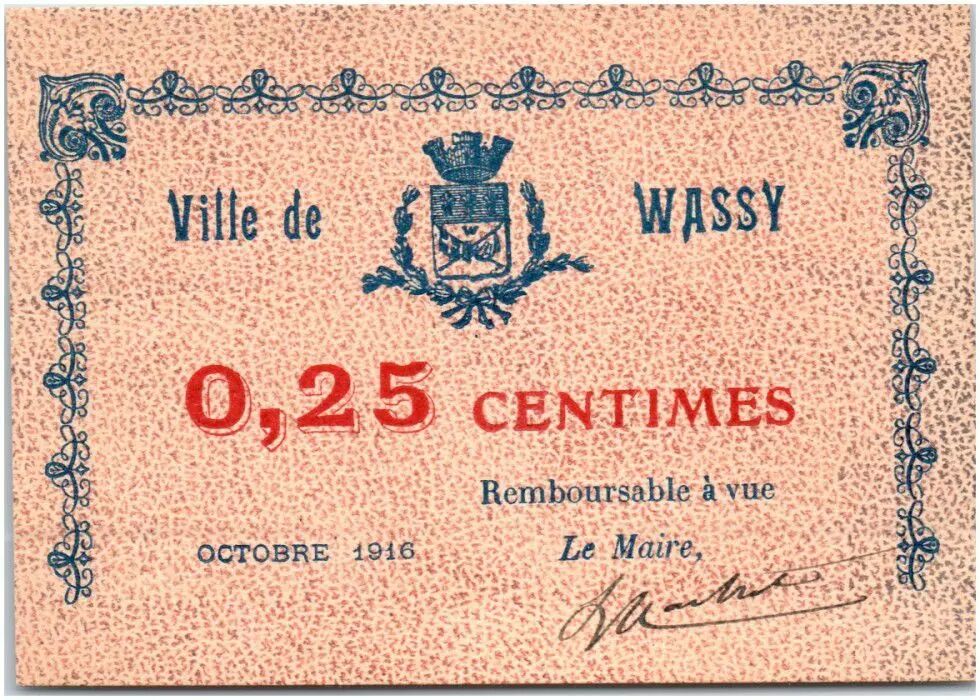 Ville de WASSY
0,25 CENTIMES
Remboursable à vue
OCTOBRE 1916 Le Maire,